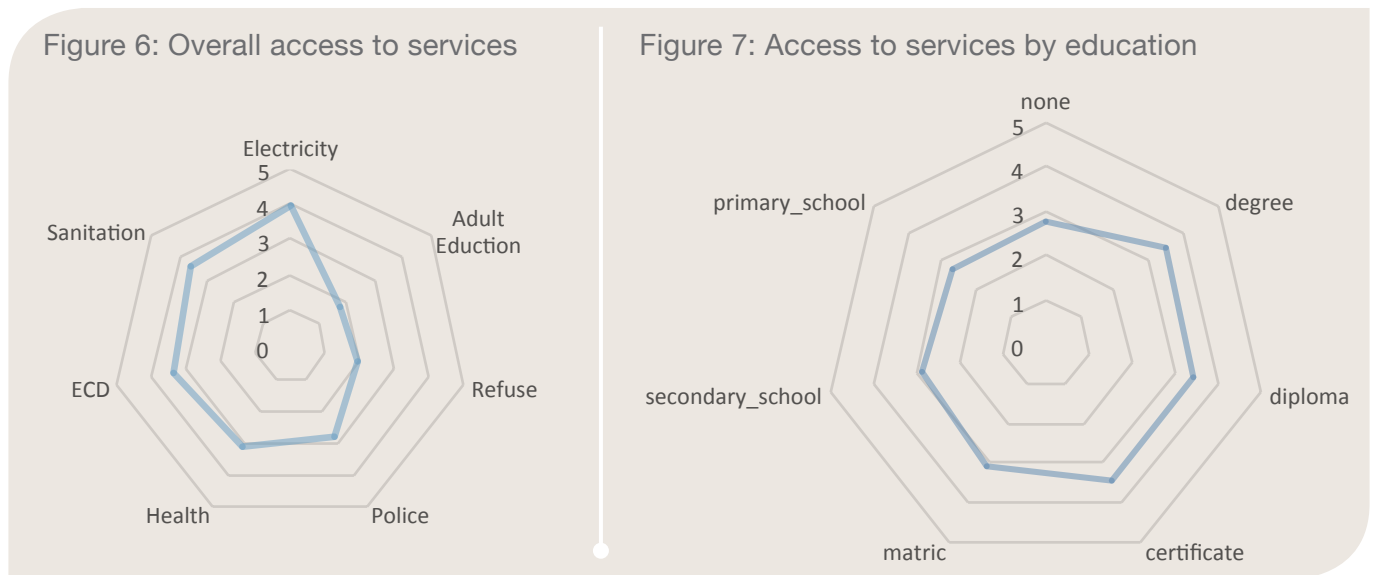 Figure 6: Overall access to services
Electricity
5
4
3
2
1
0
Adult
Eduction
Refuse
Police
Health
ECD
Sanitation
Figure 7: Access to services by education
none
5
4
3
2
1
0
degree
diploma
certificate
matric
secondary_school
primary_school